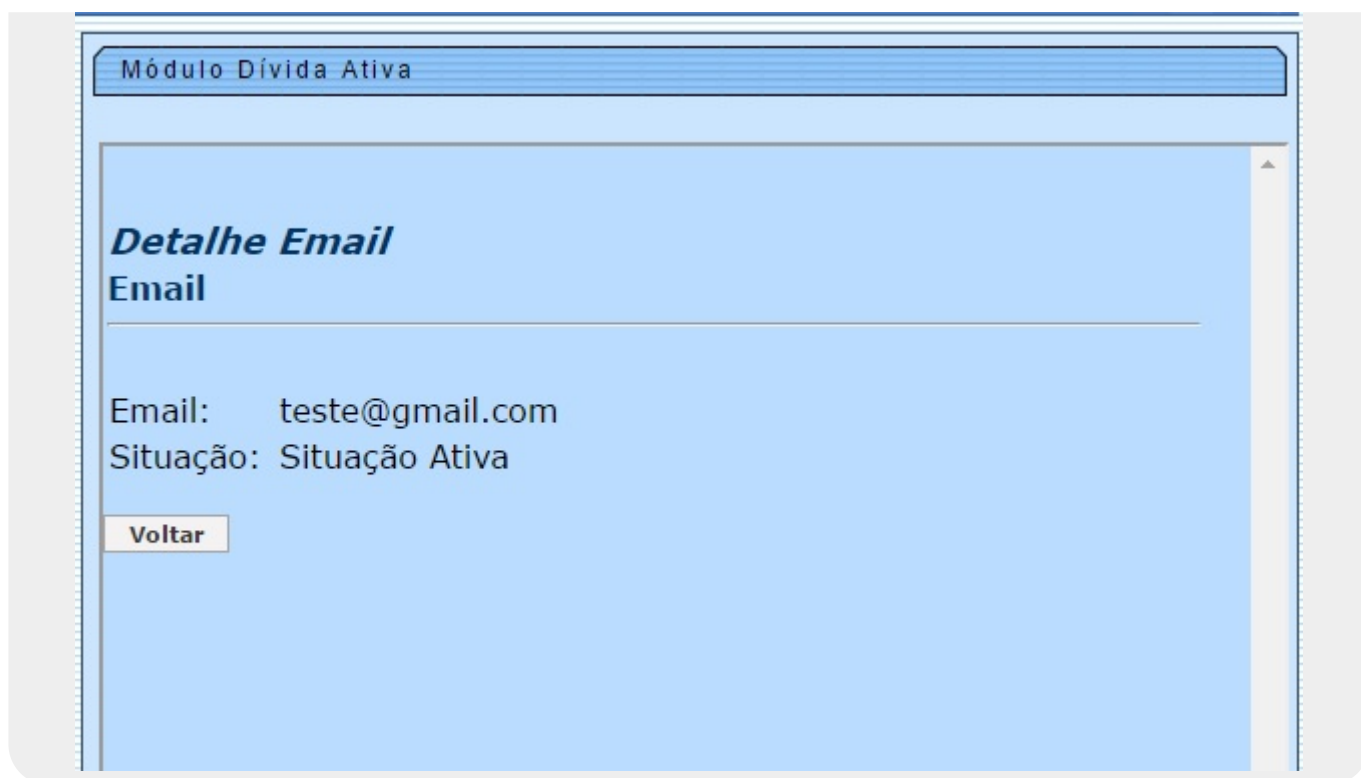 Módulo Dívida Ativa
Detalhe Email
Email
Email: teste@gmail.com
Situação: Situação Ativa
Voltar